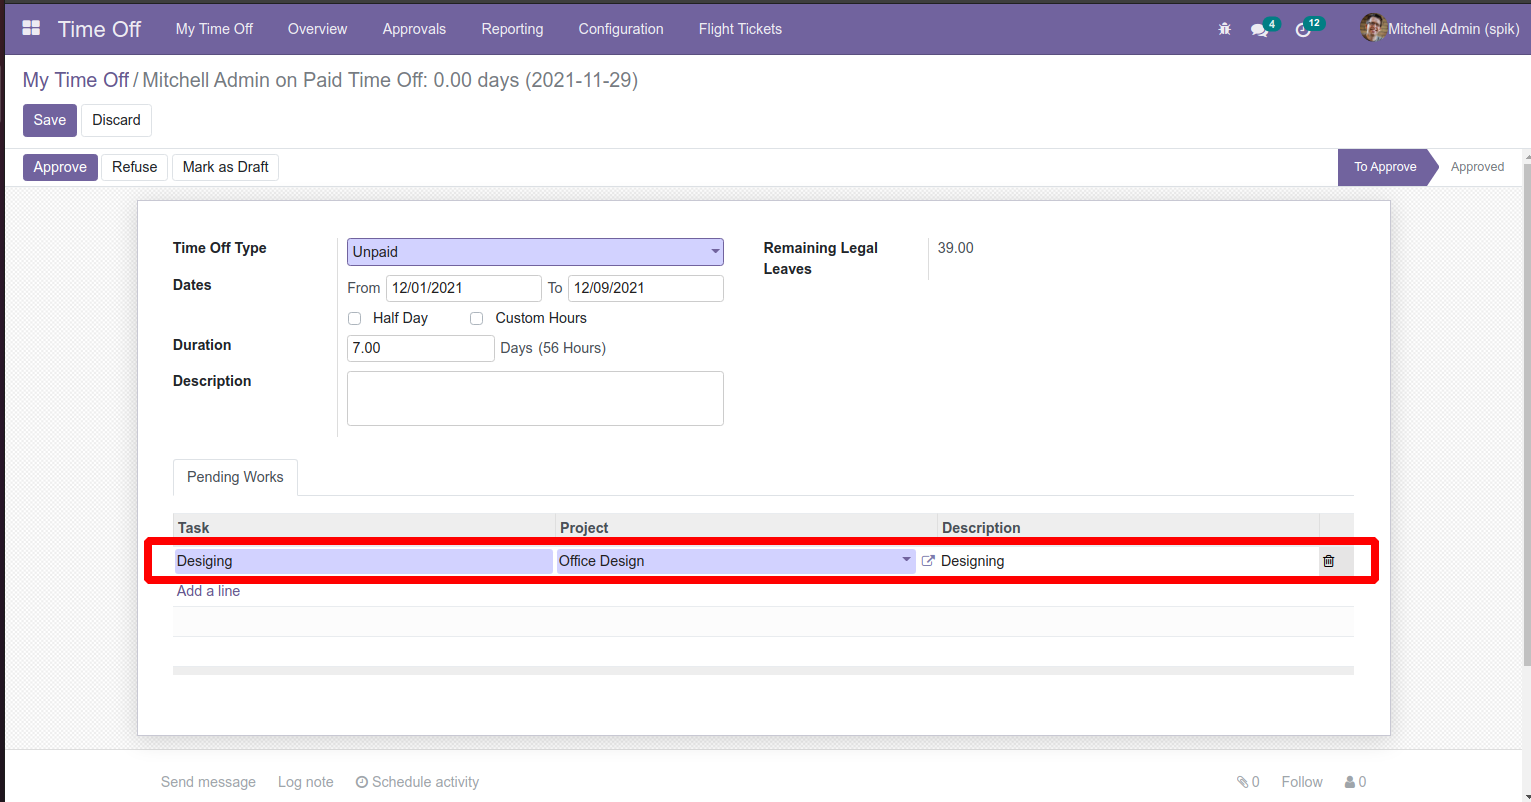 Time Off My Time Off Overview Approvals Reporting Configuration Flight Tickets 4 12 Mitchell Admin (spik)
My Time Off / Mitchell Admin on Paid Time Off: 0.00 days (2021-11-29)
Save Discard
Approve Refuse Mark as Draft To Approve Approved
Time Off Type Unpaid Remaining Legal Leaves 39.00
Dates From 12/01/2021 To 12/09/2021
Half Day Custom Hours
Duration 7.00 Days (56 Hours)
Description
Pending Works
Task Project Description
Desiging Office Design Designing
Add a line
Send message Log note Schedule activity 0 Follow 0